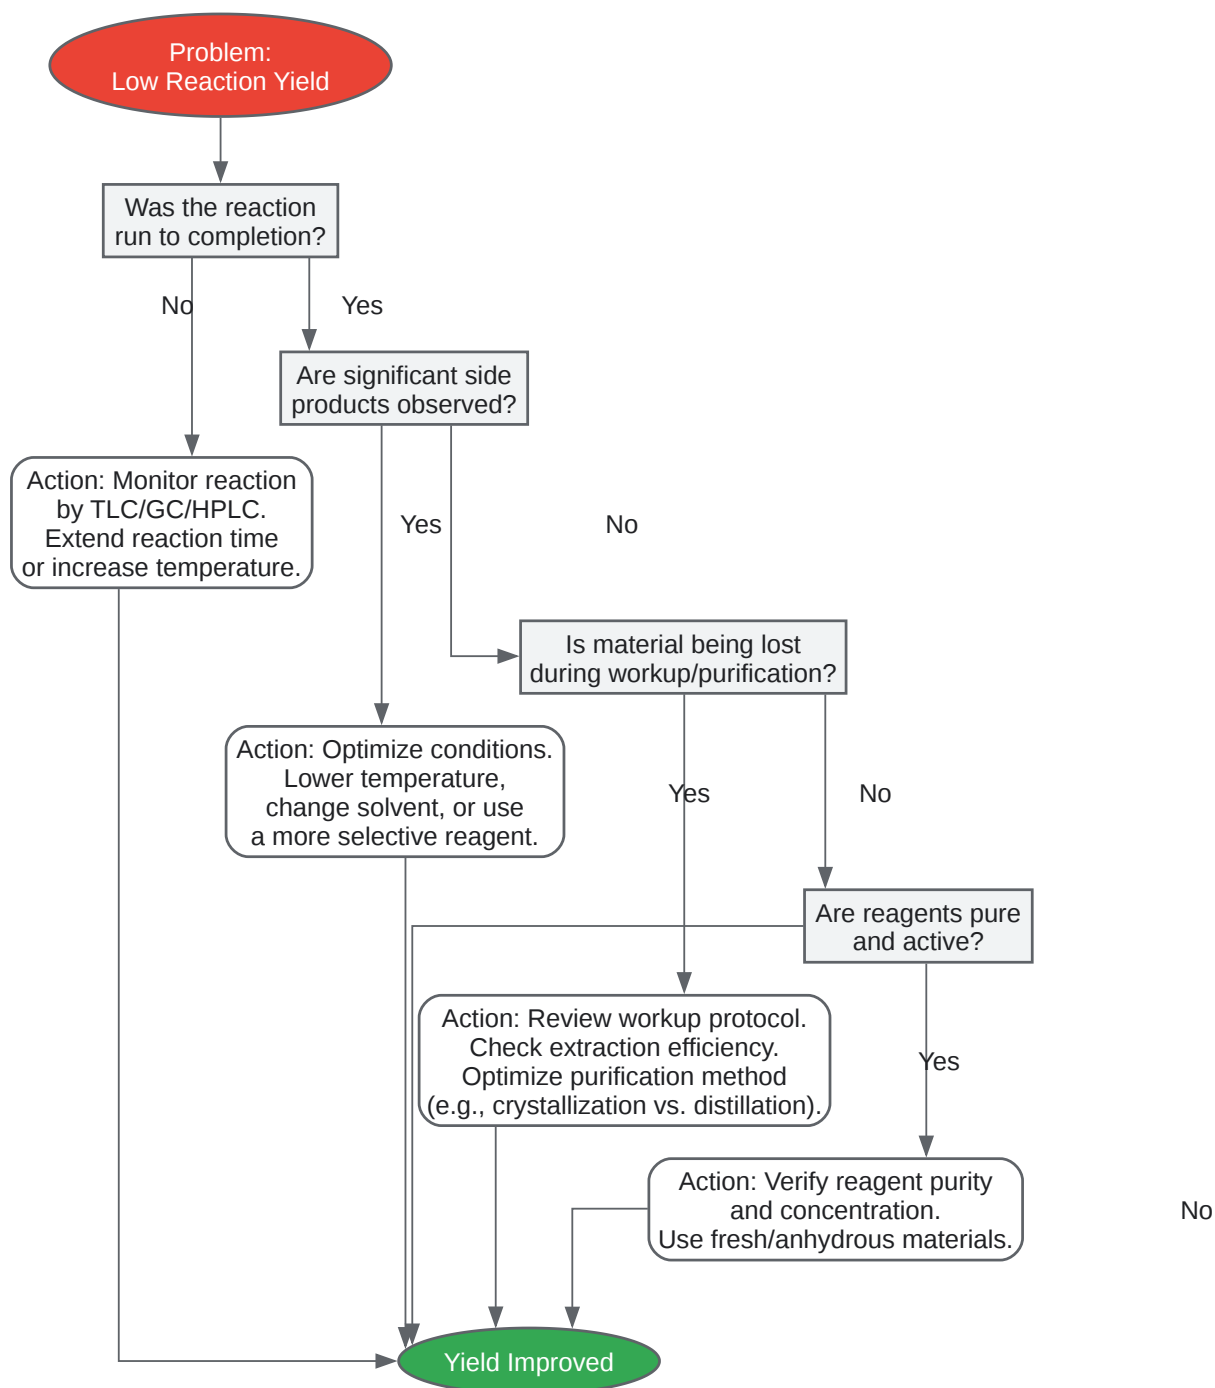 Problem:
Low Reaction Yield
Was the reaction
run to completion?
No
Yes
Are significant side
products observed?
Action: Monitor reaction
by TLC/GC/HPLC.
Extend reaction time
or increase temperature.
Yes
No
Is material being lost
during workup/purification?
Action: Optimize conditions.
Lower temperature,
change solvent, or use
a more selective reagent.
Yes
No
Are reagents pure
and active?
Action: Review workup protocol.
Check extraction efficiency.
Optimize purification method
(e.g., crystallization vs. distillation).
Yes
Action: Verify reagent purity
and concentration.
Use fresh/anhydrous materials.
No
Yield Improved